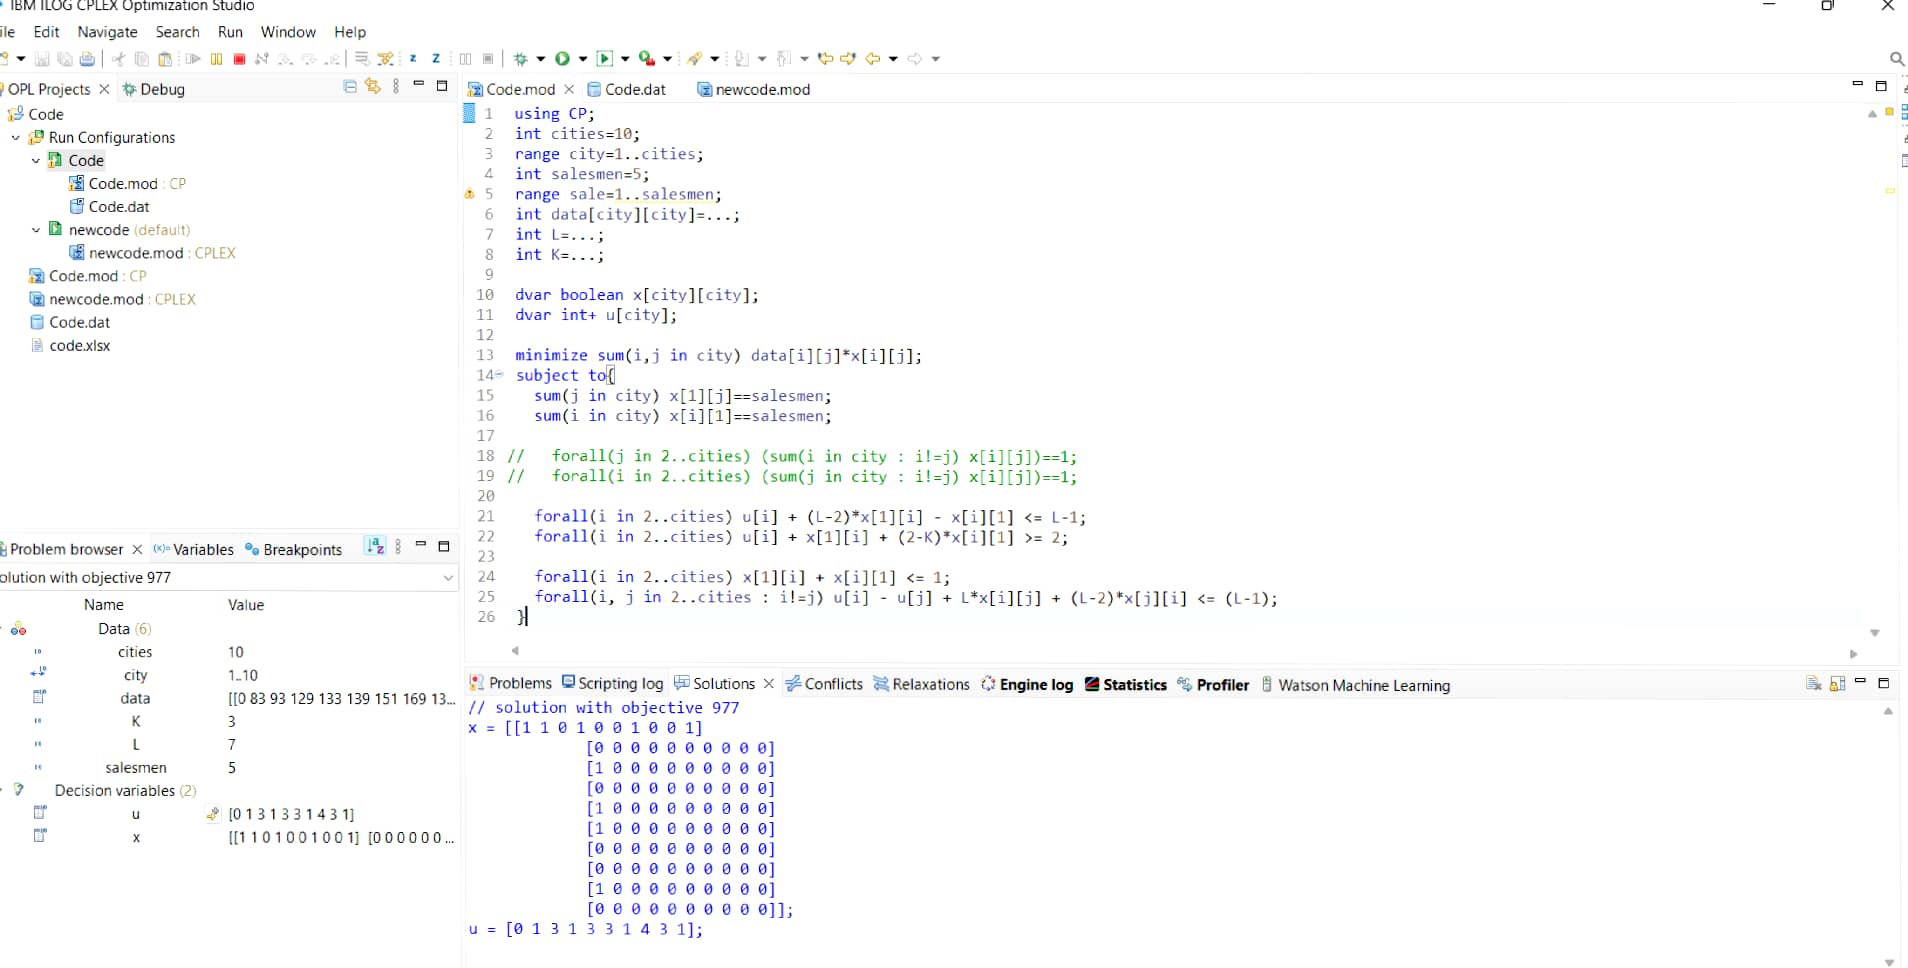 IBM ILOG CPLEX Optimization Studio
ile Edit Navigate Search Run Window Help
OPL Projects Debug
Code
Run Configurations
Code
Code.mod : CP
Code.dat
newcode (default)
newcode.mod : CPLEX
Code.mod : CP
newcode.mod : CPLEX
Code.dat
code.xlsx
Code.mod Code.dat newcode.mod
1 using CP;
2 int cities=10;
3 range city=1..cities;
4 int salesmen=5;
5 range sale=1..salesmen;
6 int data[city][city]=...;
7 int L=...;
8 int K=...;
9
10 dvar boolean x[city][city];
11 dvar int+ u[city];
12
13 minimize sum(i,j in city) data[i][j]*x[i][j];
14 subject to{
15 sum(j in city) x[1][j]==salesmen;
16 sum(i in city) x[i][1]==salesmen;
17
18 // forall(j in 2..cities) (sum(i in city : i!=j) x[i][j])==1;
19 // forall(i in 2..cities) (sum(j in city : i!=j) x[i][j])==1;
20
21 forall(i in 2..cities) u[i] + (L-2)*x[1][i] - x[i][1] <= L-1;
22 forall(i in 2..cities) u[i] + x[1][i] + (2-K)*x[i][1] >= 2;
23
24 forall(i in 2..cities) x[1][i] + x[i][1] <= 1;
25 forall(i, j in 2..cities : i!=j) u[i] - u[j] + L*x[i][j] + (L-2)*x[j][i] <= (L-1);
26 }
Problem browser (x)= Variables Breakpoints
olution with objective 977
Name Value
Data (6)
cities 10
city 1..10
data [[0 83 93 129 133 139 151 169 13...
K 3
L 7
salesmen 5
Decision variables (2)
u [0 1 3 1 3 3 1 4 3 1]
x [[1 1 0 1 0 0 1 0 0 1] [0 0 0 0 0 0 ...
Problems Scripting log Solutions Conflicts Relaxations Engine log Statistics Profiler Watson Machine Learning
// solution with objective 977
x = [[1 1 0 1 0 0 1 0 0 1]
[0 0 0 0 0 0 0 0 0 0]
[1 0 0 0 0 0 0 0 0 0]
[0 0 0 0 0 0 0 0 0 0]
[1 0 0 0 0 0 0 0 0 0]
[1 0 0 0 0 0 0 0 0 0]
[0 0 0 0 0 0 0 0 0 0]
[0 0 0 0 0 0 0 0 0 0]
[1 0 0 0 0 0 0 0 0 0]
[0 0 0 0 0 0 0 0 0 0]];
u = [0 1 3 1 3 3 1 4 3 1];